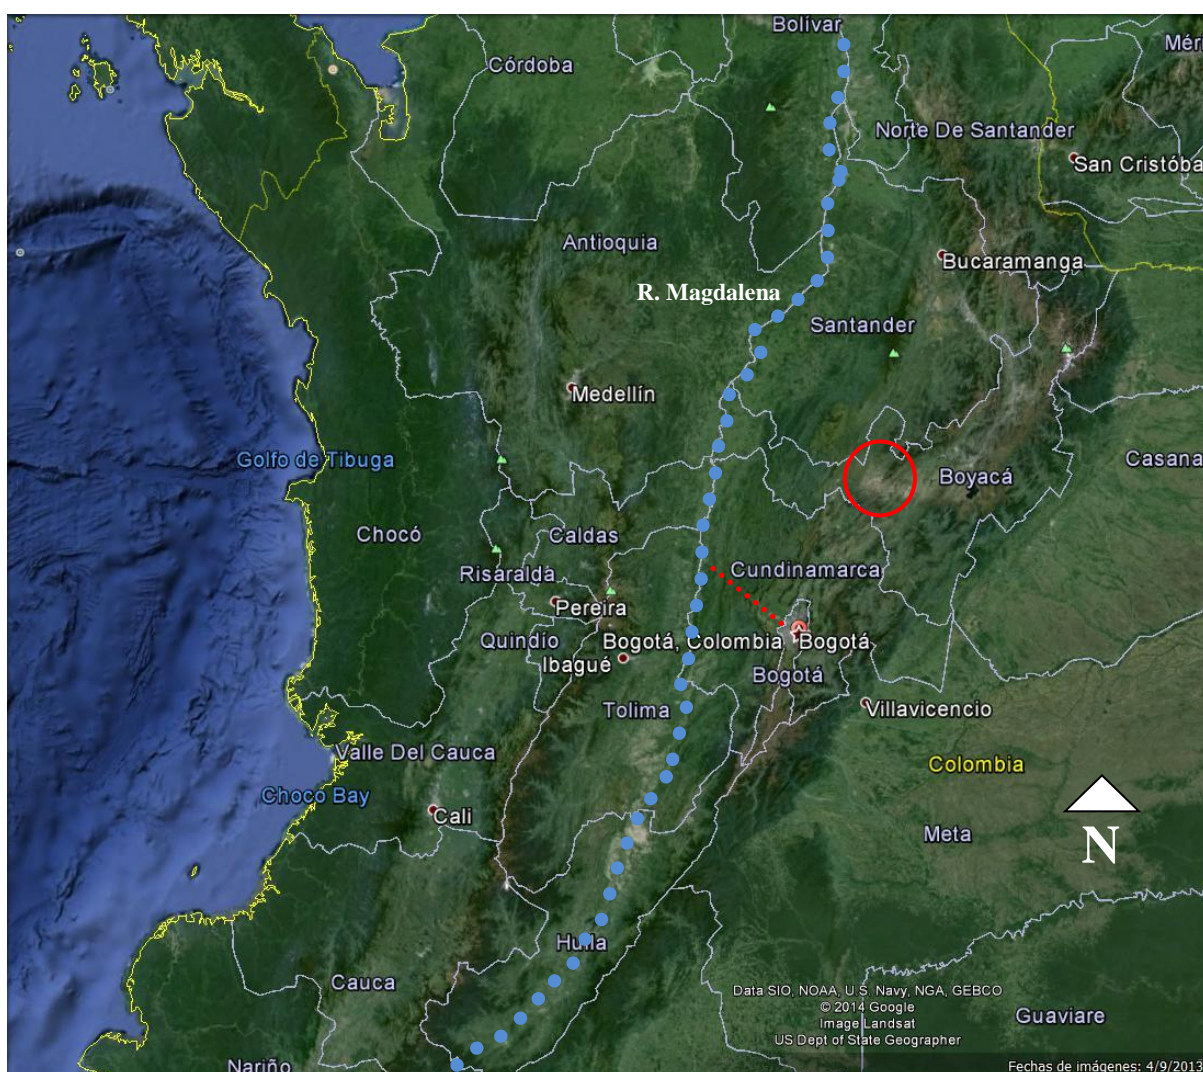 Bolívar
Méri
Córdoba
Norte De Santander
San Cristóba
Antioquia
Bucaramanga
R. Magdalena
Santander
Medellín
Golfo de Tibuga
Boyacá
Casana
Chocó
Caldas
Cundinamarca
Risaralda
Pereira
Quindío
Bogotá, Colombia
Bogotá
Ibagué
Bogotá
Tolima
Villavicencio
Valle Del Cauca
Colombia
Choco Bay
Cali
Meta
N
Huila
Cauca
Data SIO, NOAA, U.S. Navy, NGA, GEBCO
© 2014 Google
Image Landsat
US Dept of State Geographer
Guaviare
Nariño
Fechas de imágenes: 4/9/2013